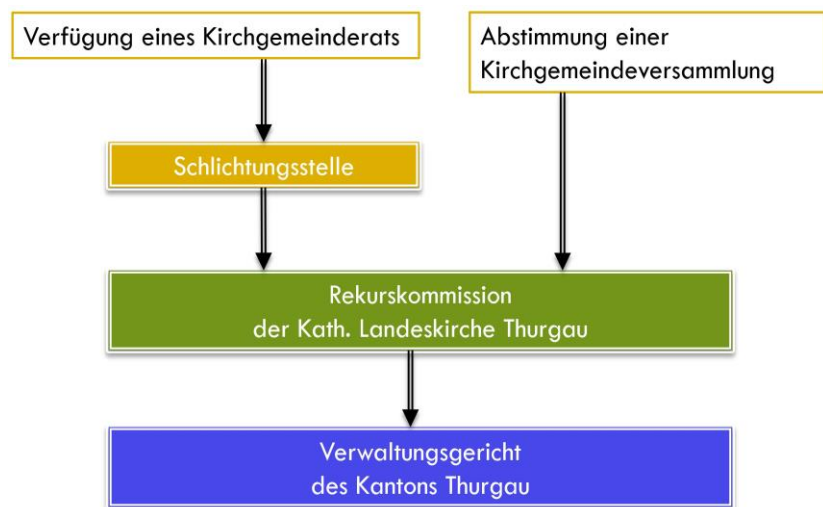 Verfügung eines Kirchgemeinderats
Abstimmung einer
Kirchgemeindeversammlung
Schlichtungsstelle
Rekurskommission
der Kath. Landeskirche Thurgau
Verwaltungsgericht
des Kantons Thurgau